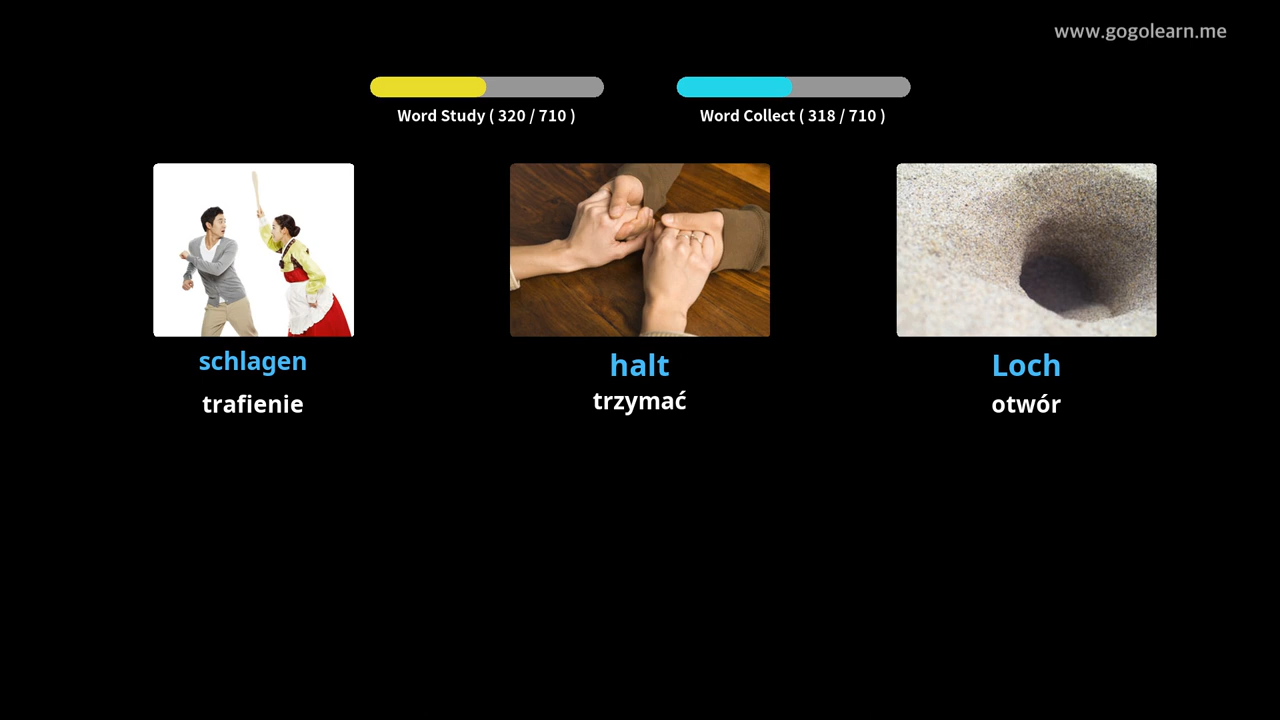 www.gogolearn.me
Word Study ( 320 / 710 )
Word Collect ( 318 / 710 )
schlagen
trafienie
halt
trzymać
Loch
otwór